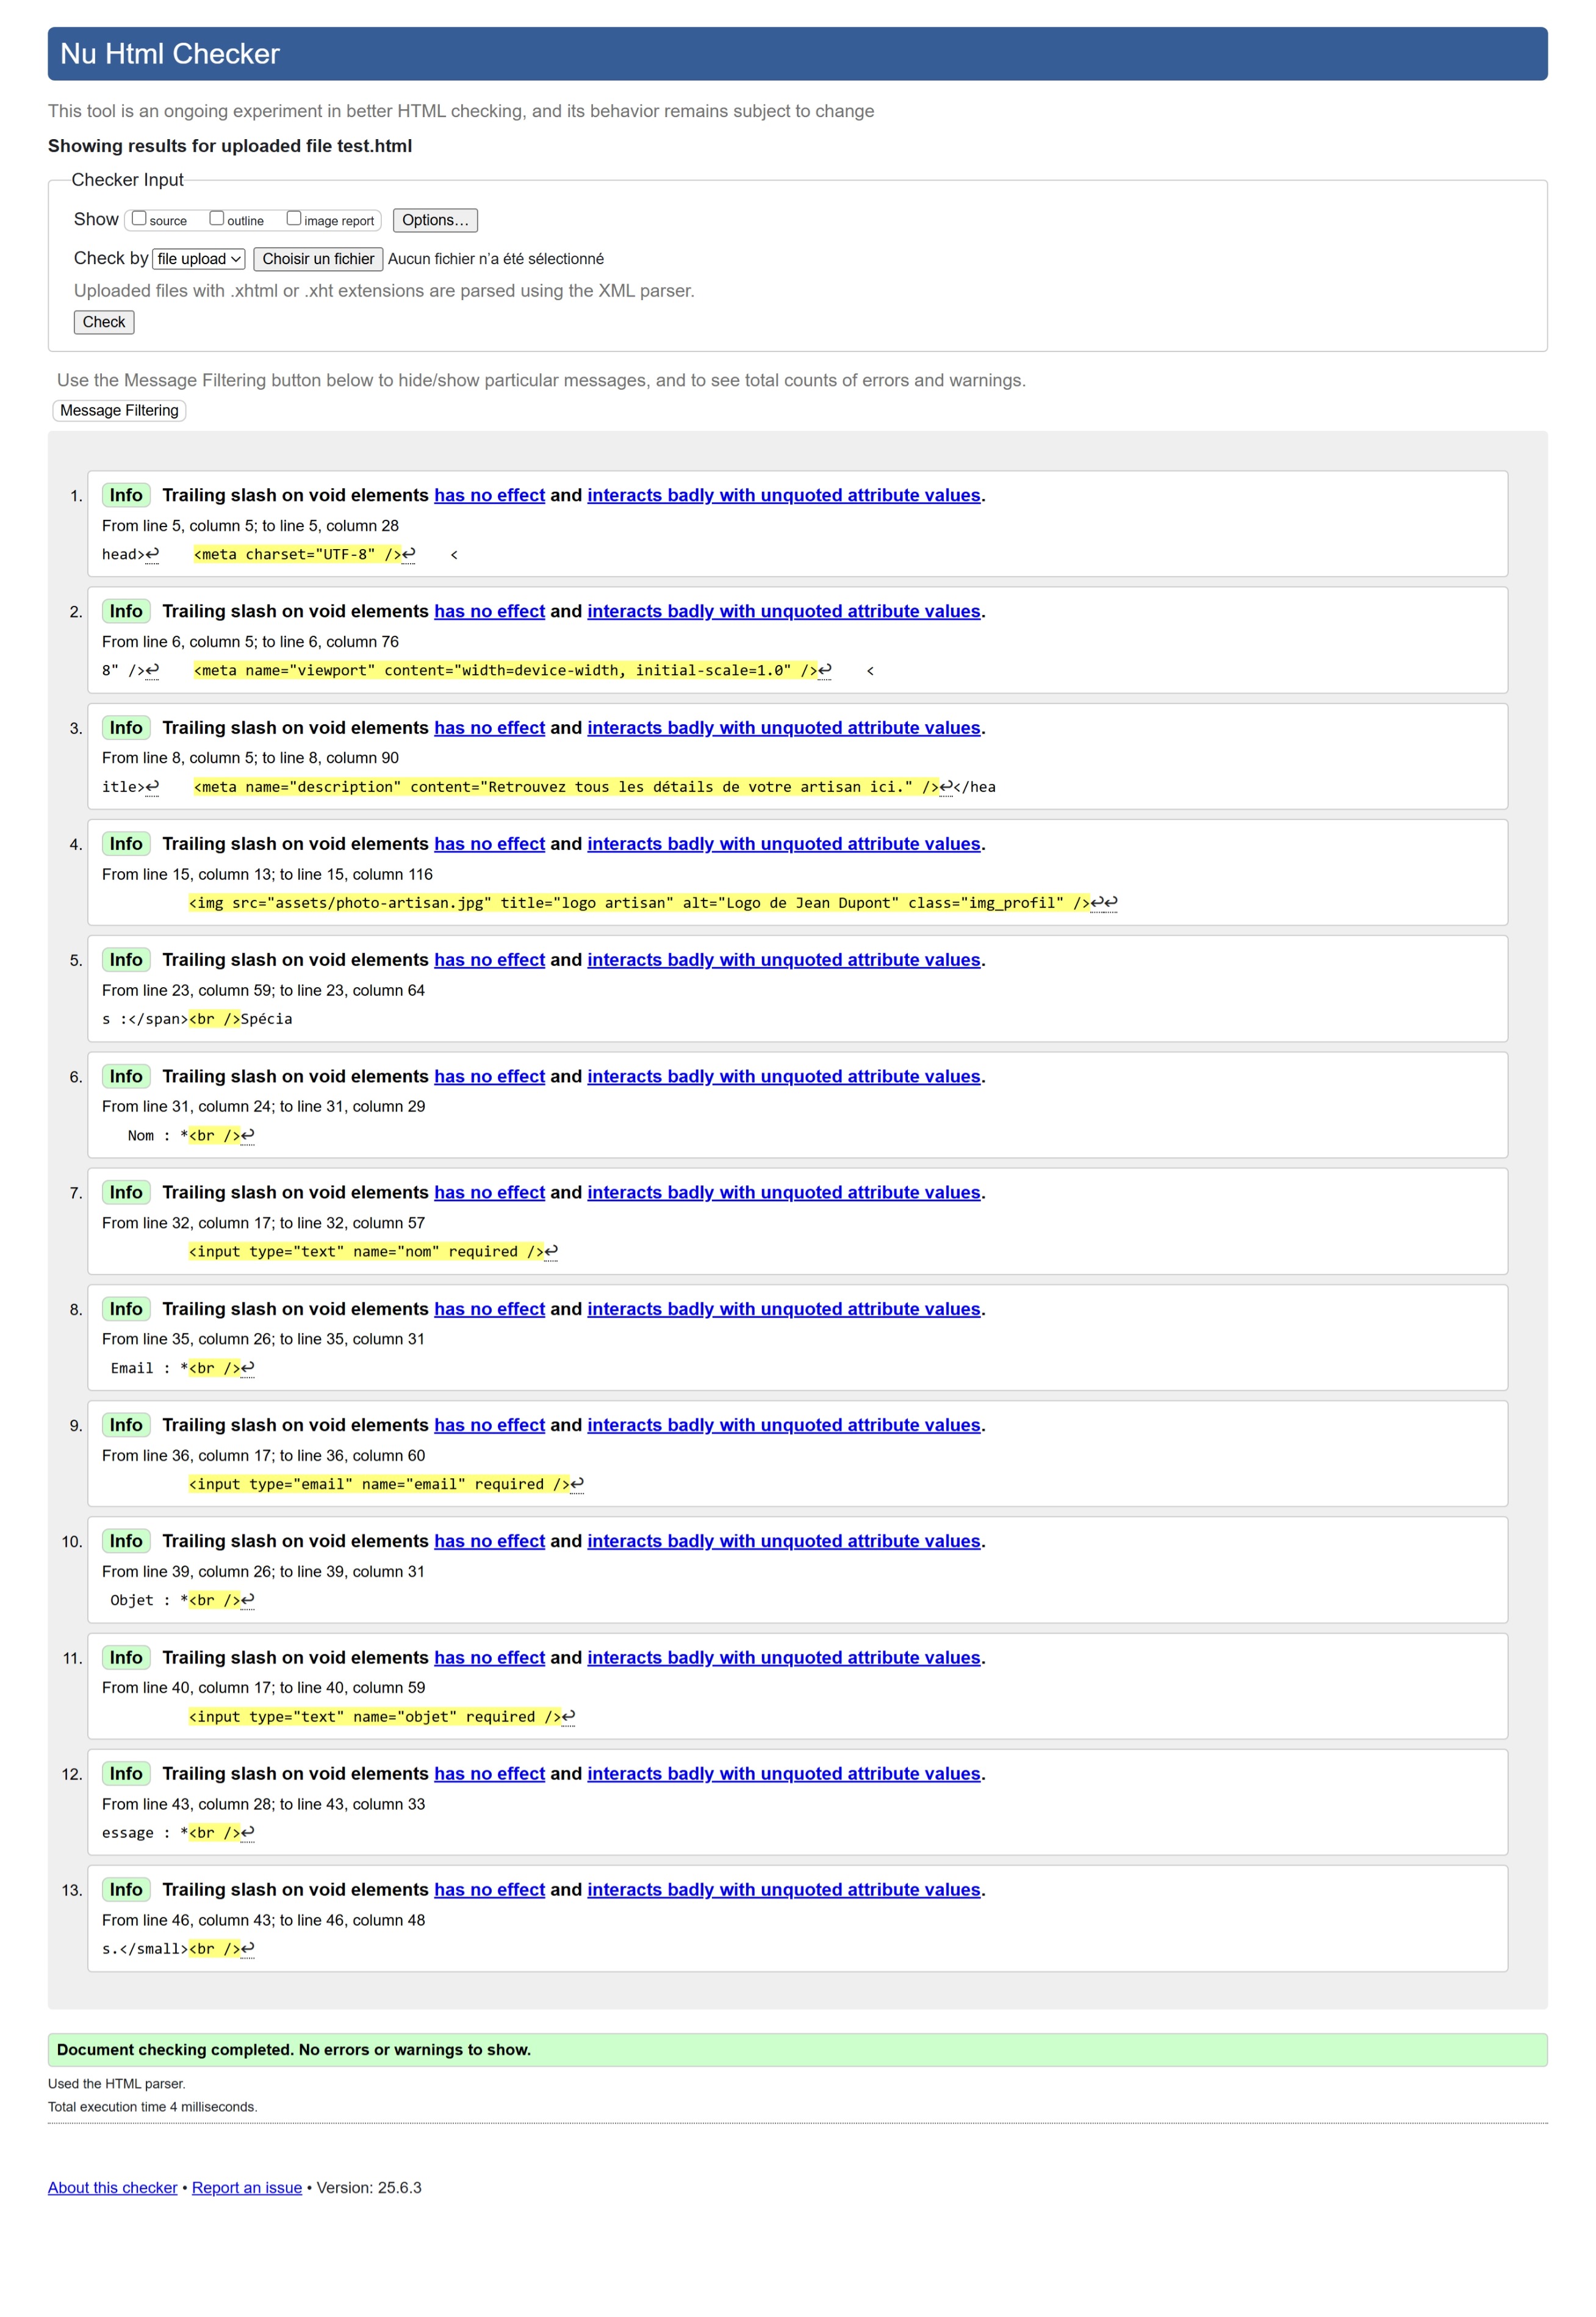 Nu Html Checker
This tool is an ongoing experiment in better HTML checking, and its behavior remains subject to change
Showing results for uploaded file test.html
Checker Input
Show source outline image report Options…
Check by file upload Choisir un fichier Aucun fichier n’a été sélectionné
Uploaded files with .xhtml or .xht extensions are parsed using the XML parser.
Check
Use the Message Filtering button below to hide/show particular messages, and to see total counts of errors and warnings.
Message Filtering
1. Info Trailing slash on void elements has no effect and interacts badly with unquoted attribute values.
From line 5, column 5; to line 5, column 28
head>↩    <meta charset="UTF-8" />↩    <
2. Info Trailing slash on void elements has no effect and interacts badly with unquoted attribute values.
From line 6, column 5; to line 6, column 76
8" />↩    <meta name="viewport" content="width=device-width, initial-scale=1.0" />↩    <
3. Info Trailing slash on void elements has no effect and interacts badly with unquoted attribute values.
From line 8, column 5; to line 8, column 90
itle>↩    <meta name="description" content="Retrouvez tous les détails de votre artisan ici." />↩</hea
4. Info Trailing slash on void elements has no effect and interacts badly with unquoted attribute values.
From line 15, column 13; to line 15, column 116
<img src="assets/photo-artisan.jpg" title="logo artisan" alt="Logo de Jean Dupont" class="img_profil" />↩↩
5. Info Trailing slash on void elements has no effect and interacts badly with unquoted attribute values.
From line 23, column 59; to line 23, column 64
s :</span><br />Spécia
6. Info Trailing slash on void elements has no effect and interacts badly with unquoted attribute values.
From line 31, column 24; to line 31, column 29
Nom : *<br />↩
7. Info Trailing slash on void elements has no effect and interacts badly with unquoted attribute values.
From line 32, column 17; to line 32, column 57
<input type="text" name="nom" required />↩
8. Info Trailing slash on void elements has no effect and interacts badly with unquoted attribute values.
From line 35, column 26; to line 35, column 31
Email : *<br />↩
9. Info Trailing slash on void elements has no effect and interacts badly with unquoted attribute values.
From line 36, column 17; to line 36, column 60
<input type="email" name="email" required />↩
10. Info Trailing slash on void elements has no effect and interacts badly with unquoted attribute values.
From line 39, column 26; to line 39, column 31
Objet : *<br />↩
11. Info Trailing slash on void elements has no effect and interacts badly with unquoted attribute values.
From line 40, column 17; to line 40, column 59
<input type="text" name="objet" required />↩
12. Info Trailing slash on void elements has no effect and interacts badly with unquoted attribute values.
From line 43, column 28; to line 43, column 33
essage : *<br />↩
13. Info Trailing slash on void elements has no effect and interacts badly with unquoted attribute values.
From line 46, column 43; to line 46, column 48
s.</small><br />↩
Document checking completed. No errors or warnings to show.
Used the HTML parser.
Total execution time 4 milliseconds.
About this checker • Report an issue • Version: 25.6.3